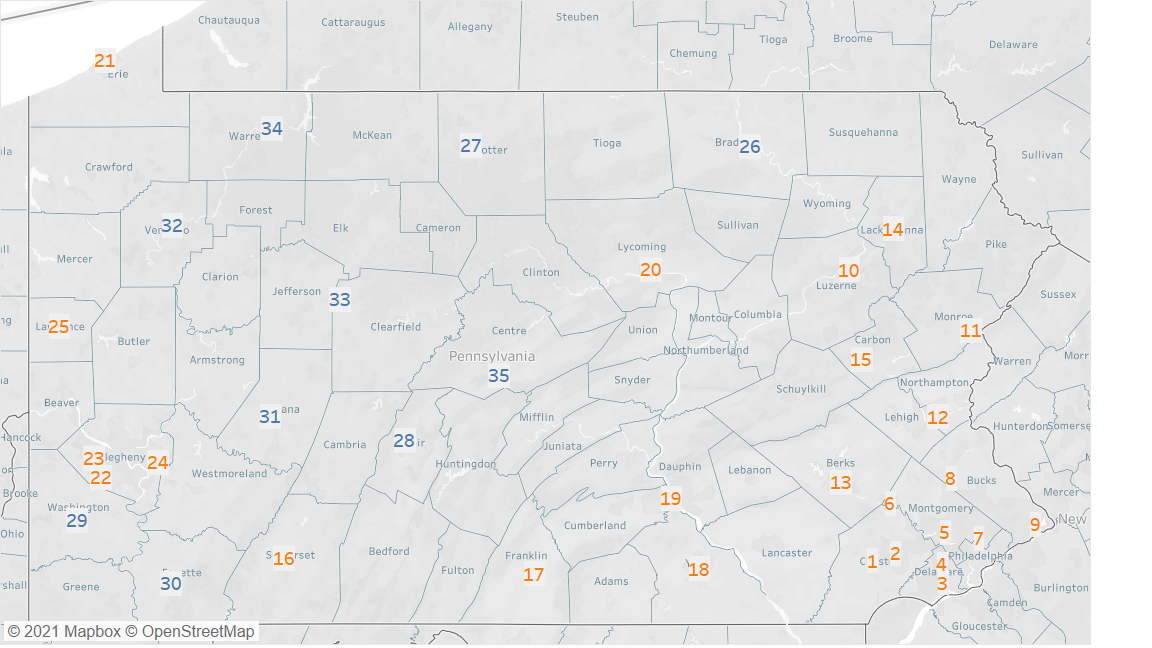 Chautauqua
Cattaraugus
Allegany
Steuben
Tioga
Broome
Delaware
Chemung
21
Erie
34
Warre
McKean
27
otter
Tioga
Brad
26
Susquehanna
Sullivan
Crawford
Wayne
Forest
Wyoming
32
Elk
Cameron
Sullivan
14
Lack
nna
Pike
Lycoming
Mercer
20
10
Luzerne
Clinton
Clarion
Jefferson
33
Sussex
25
La
nce
Clearfield
Centre
Union
Montour
Columbia
Northumberland
Monroe
11
Butler
Carbon
15
Warren
Morr
Armstrong
Pennsylvania
35
Snyder
Schuylkill
Northampton
Beaver
31
ana
Mifflin
Lehigh
12
Hunterdon
Somerse
Hancock
Cambria
28
ir
Juniata
23
legheny
24
22
Westmoreland
Huntingdon
Perry
Dauphin
Lebanon
Berks
13
8
Bucks
Brooke
Washington
29
19
6
Montgomery
Mercer
New
9
Ohio
Cumberland
5
7
Philadelphia
S
16
rset
Bedford
Franklin
17
Fulton
Lancaster
1
2
4
3
Greene
30
ette
Adams
18
Burlington
Camden
Gloucester
© 2021 Mapbox © OpenStreetMap